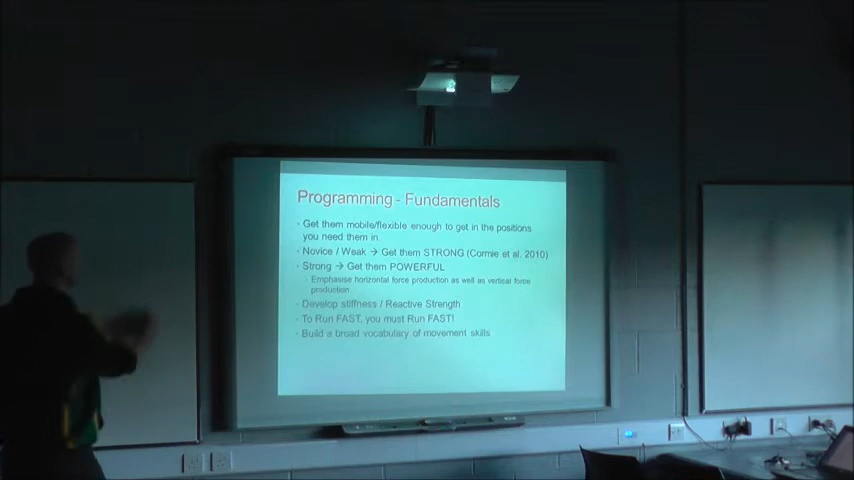 Programming - Fundamentals
· Get them mobile/flexible enough to get in the positions
you need them in.
· Novice / Weak → Get them STRONG (Cormie et al. 2010)
· Strong → Get them POWERFUL
· Emphasise horizontal force production as well as vertical force
production.
· Develop stiffness / Reactive Strength
· To Run FAST, you must Run FAST!
· Build a broad vocabulary of movement skills